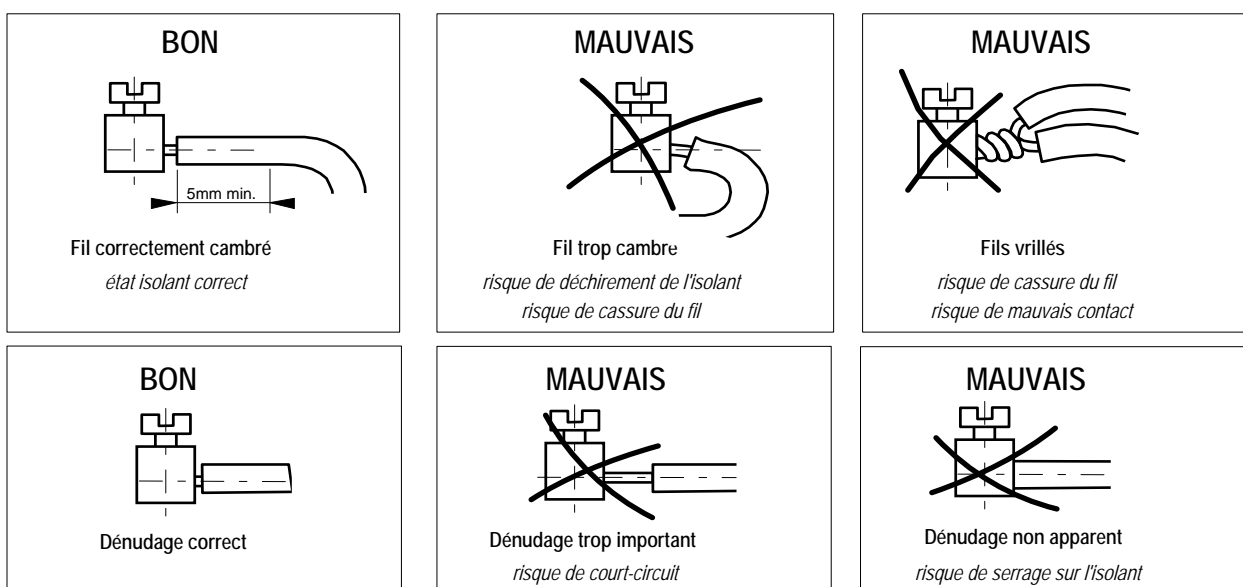 BON
5mm min.
Fil correctement cambré
état isolant correct
MAUVAIS
Fil trop cambre
risque de déchirement de l'isolant
risque de cassure du fil
MAUVAIS
Fils vrillés
risque de cassure du fil
risque de mauvais contact
BON
Dénudage correct
MAUVAIS
Dénudage trop important
risque de court-circuit
MAUVAIS
Dénudage non apparent
risque de serrage sur l'isolant